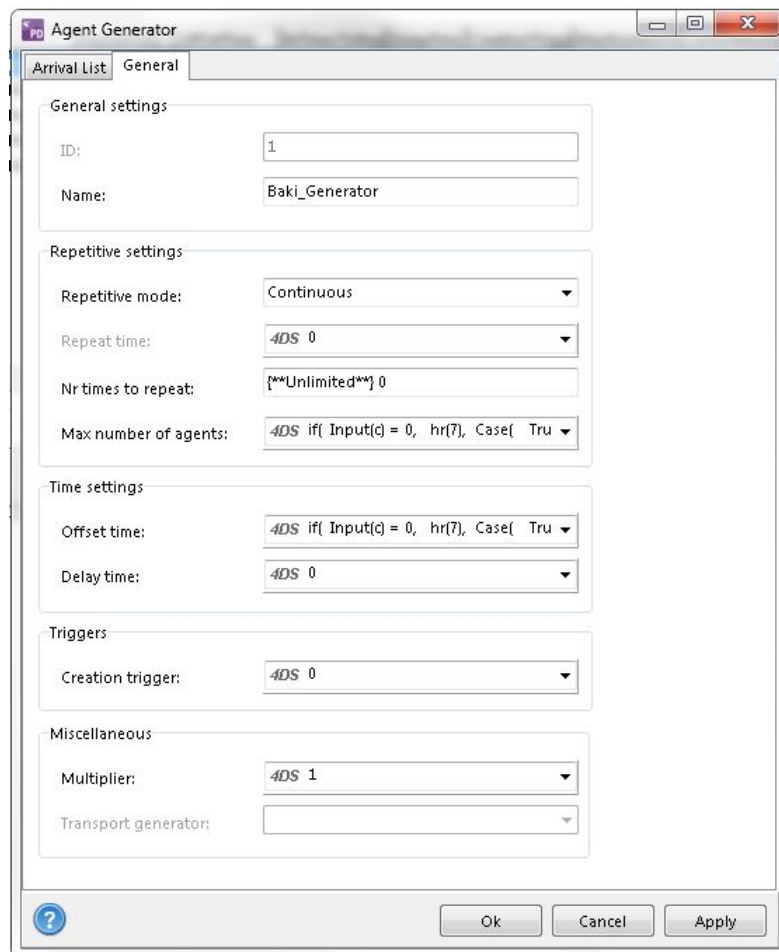 PD Agent Generator
Arrival List General
General settings
ID: 1
Name: Baki_Generator
Repetitive settings
Repetitive mode: Continuous
Repeat time: 4DS 0
Nr times to repeat: {**Unlimited**} 0
Max number of agents: 4DS if( Input(c) = 0, hr(7), Case( Tru
Time settings
Offset time: 4DS if( Input(c) = 0, hr(7), Case( Tru
Delay time: 4DS 0
Triggers
Creation trigger: 4DS 0
Miscellaneous
Multiplier: 4DS 1
Transport generator:
? Ok Cancel Apply